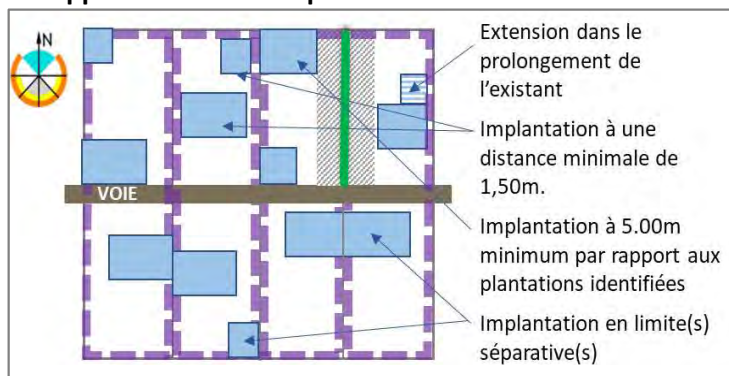 N
Extension dans le
prolongement de
l'existant
Implantation à une
distance minimale de
1,50m.
VOIE
Implantation à 5.00m
minimum par rapport aux
plantations identifiées
Implantation en limite(s)
séparative(s)